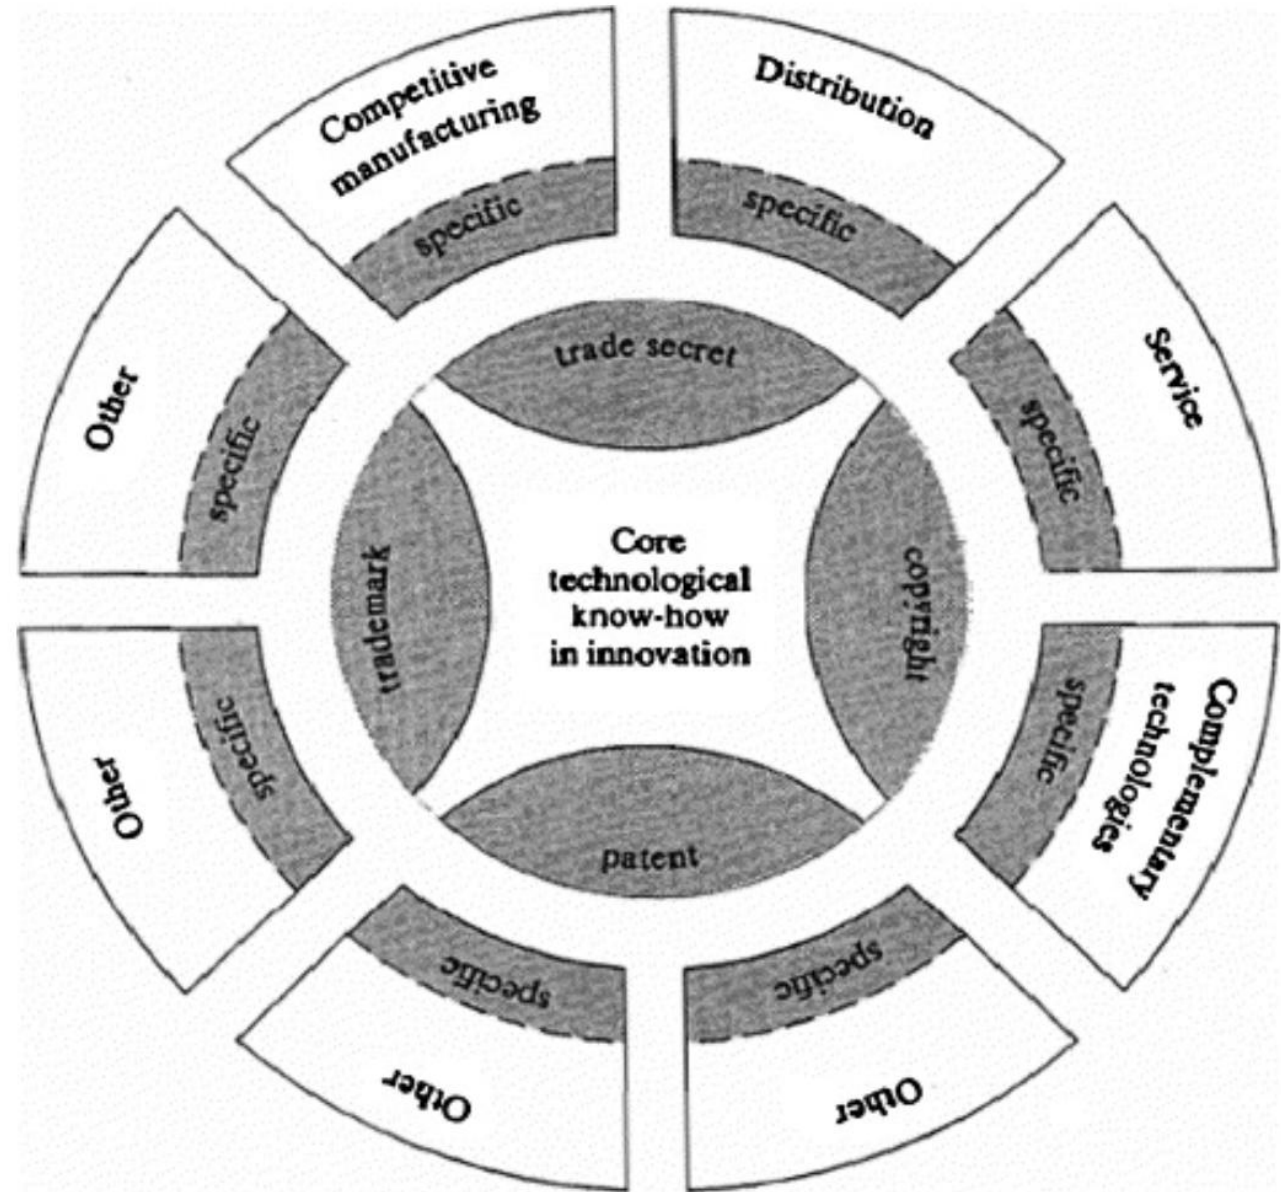 Competitive
manufacturing
specific
Distribution
specific
Service
specific
Complementary
technologies
specific
Other
specific
Other
specific
Other
specific
Other
specific
trade secret
copyright
patent
trademark
Core
technological
know-how
in innovation